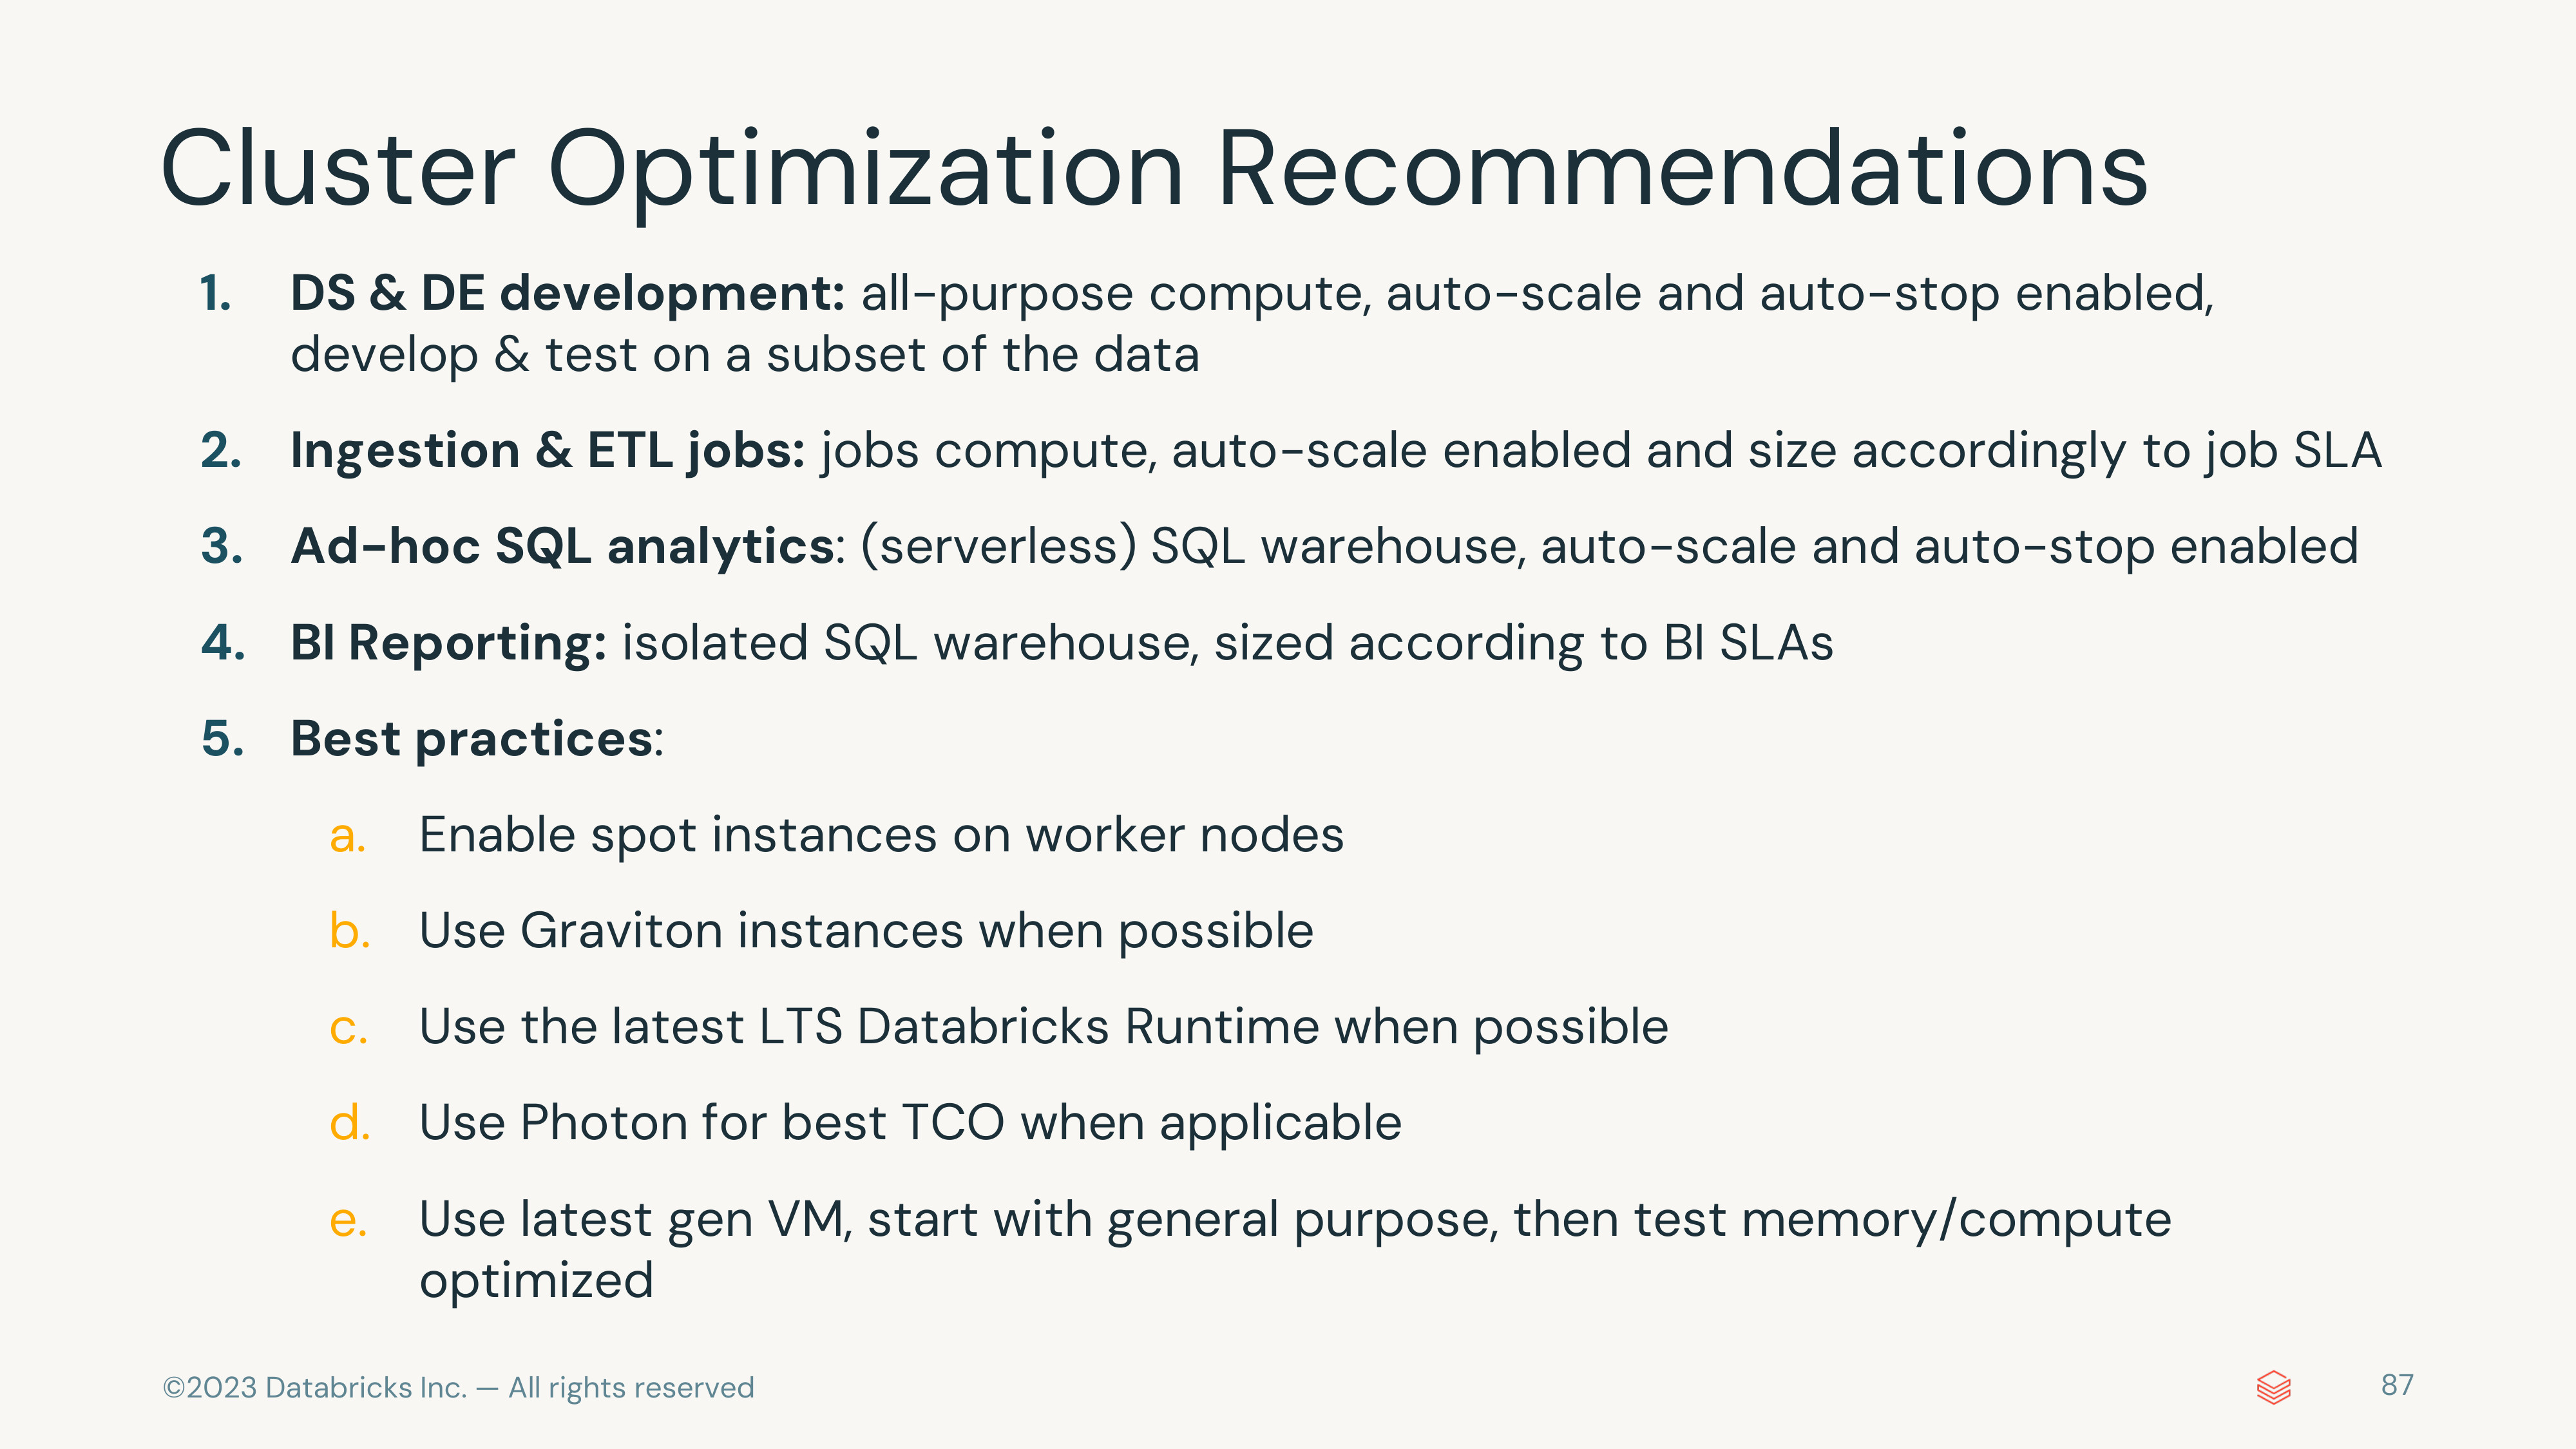 Cluster Optimization Recommendations
1. DS & DE development: all-purpose compute, auto-scale and auto-stop enabled,
develop & test on a subset of the data
2. Ingestion & ETL jobs: jobs compute, auto-scale enabled and size accordingly to job SLA
3. Ad-hoc SQL analytics: (serverless) SQL warehouse, auto-scale and auto-stop enabled
4. BI Reporting: isolated SQL warehouse, sized according to BI SLAs
5. Best practices:
a. Enable spot instances on worker nodes
b. Use Graviton instances when possible
c. Use the latest LTS Databricks Runtime when possible
d. Use Photon for best TCO when applicable
e. Use latest gen VM, start with general purpose, then test memory/compute
optimized
©2023 Databricks Inc. — All rights reserved
87